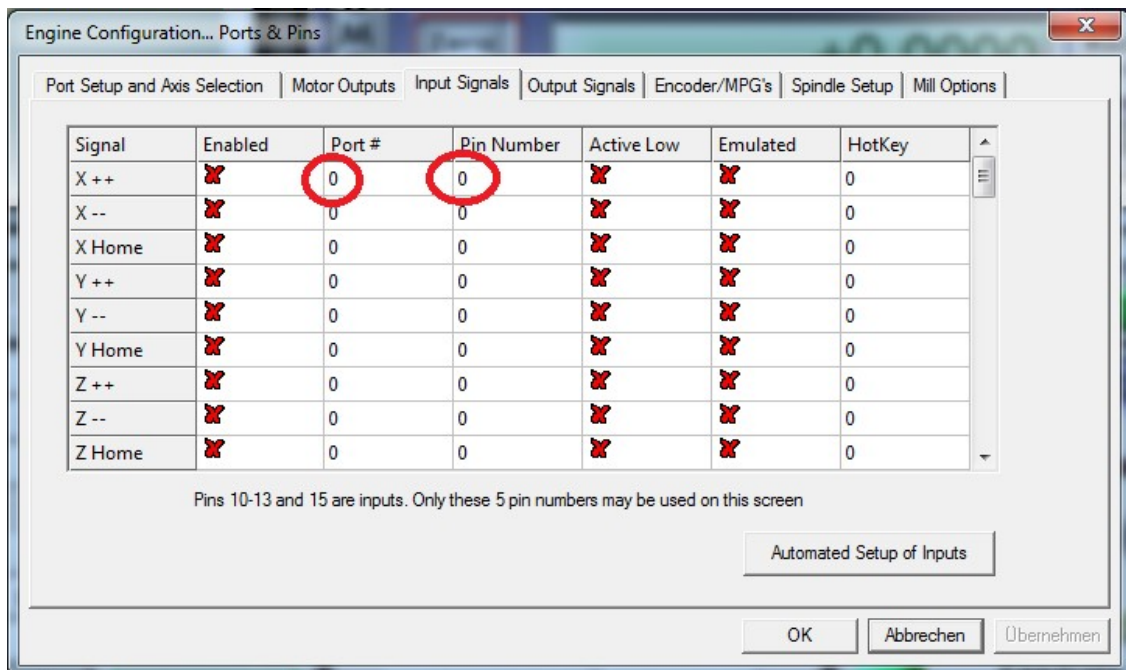 Engine Configuration... Ports & Pins
Port Setup and Axis Selection Motor Outputs Input Signals Output Signals Encoder/MPG's Spindle Setup Mill Options
Signal Enabled Port # Pin Number Active Low Emulated HotKey
X ++ 0 0 0
X -- 0 0 0
X Home 0 0 0
Y ++ 0 0 0
Y -- 0 0 0
Y Home 0 0 0
Z ++ 0 0 0
Z -- 0 0 0
Z Home 0 0 0
Pins 10-13 and 15 are inputs. Only these 5 pin numbers may be used on this screen
Automated Setup of Inputs
OK Abbrechen Übernehmen